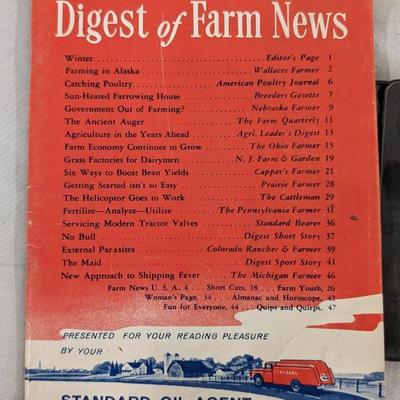 Digest of Farm News
Winter Editor's Page 1
Farming in Alaska Wallaces Farmer 2
Catching Poultry American Poultry Journal 6
Sun-Heated Farrowing House Breeders Gazette 7
Government Out of Farming? Nebraska Farmer 9
The Ancient Auger The Farm Quarterly 11
Agriculture in the Years Ahead Agri. Leader's Digest 13
Farm Economy Continues to Grow The Ohio Farmer 15
Grass Factories for Dairymen N. J. Farm & Garden 19
Six Ways to Boost Bean Yields Capper's Farmer 21
Getting Started isn't so Easy Prairie Farmer 28
The Helicoptor Goes to Work The Cattleman 29
Fertilize—Analyze—Utilize The Pennsylvania Farmer 31
Servicing Modern Tractor Valves Standard Bearer 36
No Bull Digest Short Story 37
External Parasites Colorado Rancher & Farmer 39
The Maid Digest Sport Story 41
New Approach to Shipping Fever The Michigan Farmer 46
Farm News U. S. A., 4 . . . Short Cuts, 18 . . . Farm Youth, 26
Woman's Page, 34 . . . Almanac and Horoscope, 42
Fun for Everyone, 44 . . . Quips and Quirps, 47
PRESENTED FOR YOUR READING PLEASURE
BY YOUR
STANDARD OIL AGENT